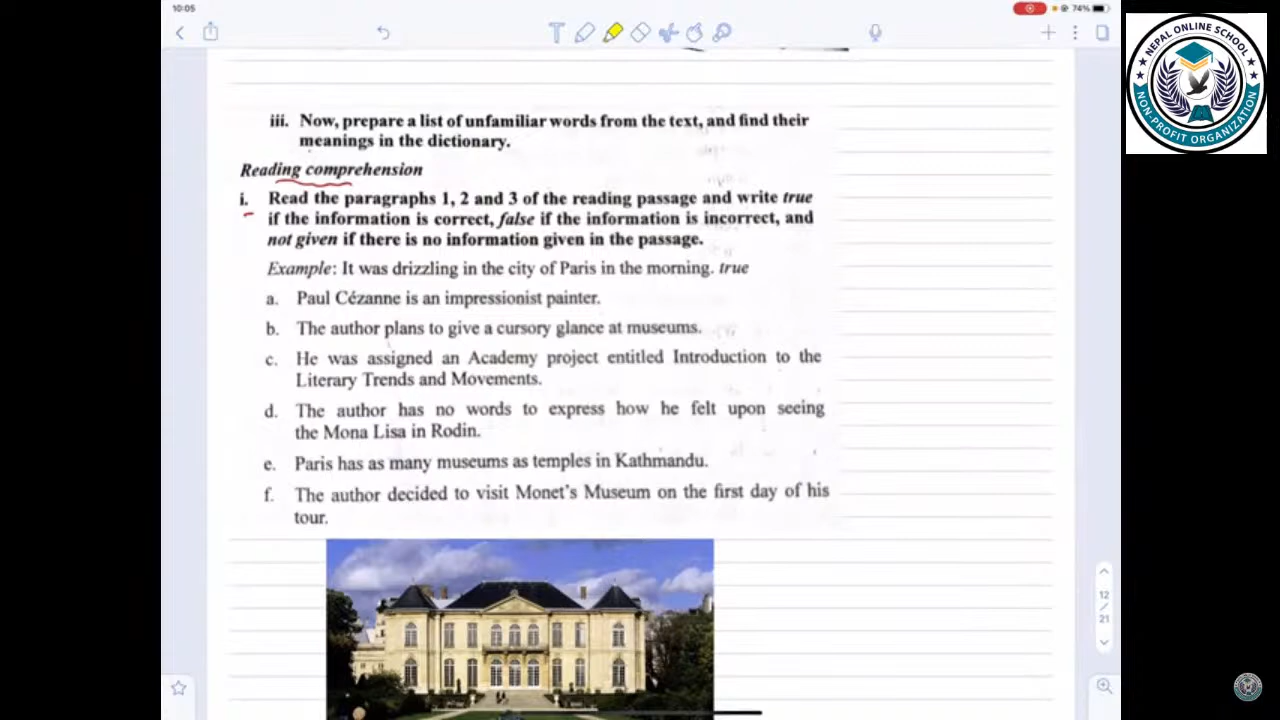 10:05
74%
NEPAL ONLINE SCHOOL
NON-PROFIT ORGANIZATION
iii. Now, prepare a list of unfamiliar words from the text, and find their
meanings in the dictionary.
Reading comprehension
i. Read the paragraphs 1, 2 and 3 of the reading passage and write true
if the information is correct, false if the information is incorrect, and
not given if there is no information given in the passage.
Example: It was drizzling in the city of Paris in the morning. true
a. Paul Cézanne is an impressionist painter.
b. The author plans to give a cursory glance at museums.
c. He was assigned an Academy project entitled Introduction to the
Literary Trends and Movements.
d. The author has no words to express how he felt upon seeing
the Mona Lisa in Rodin.
e. Paris has as many museums as temples in Kathmandu.
f. The author decided to visit Monet's Museum on the first day of his
tour.
12
/
21